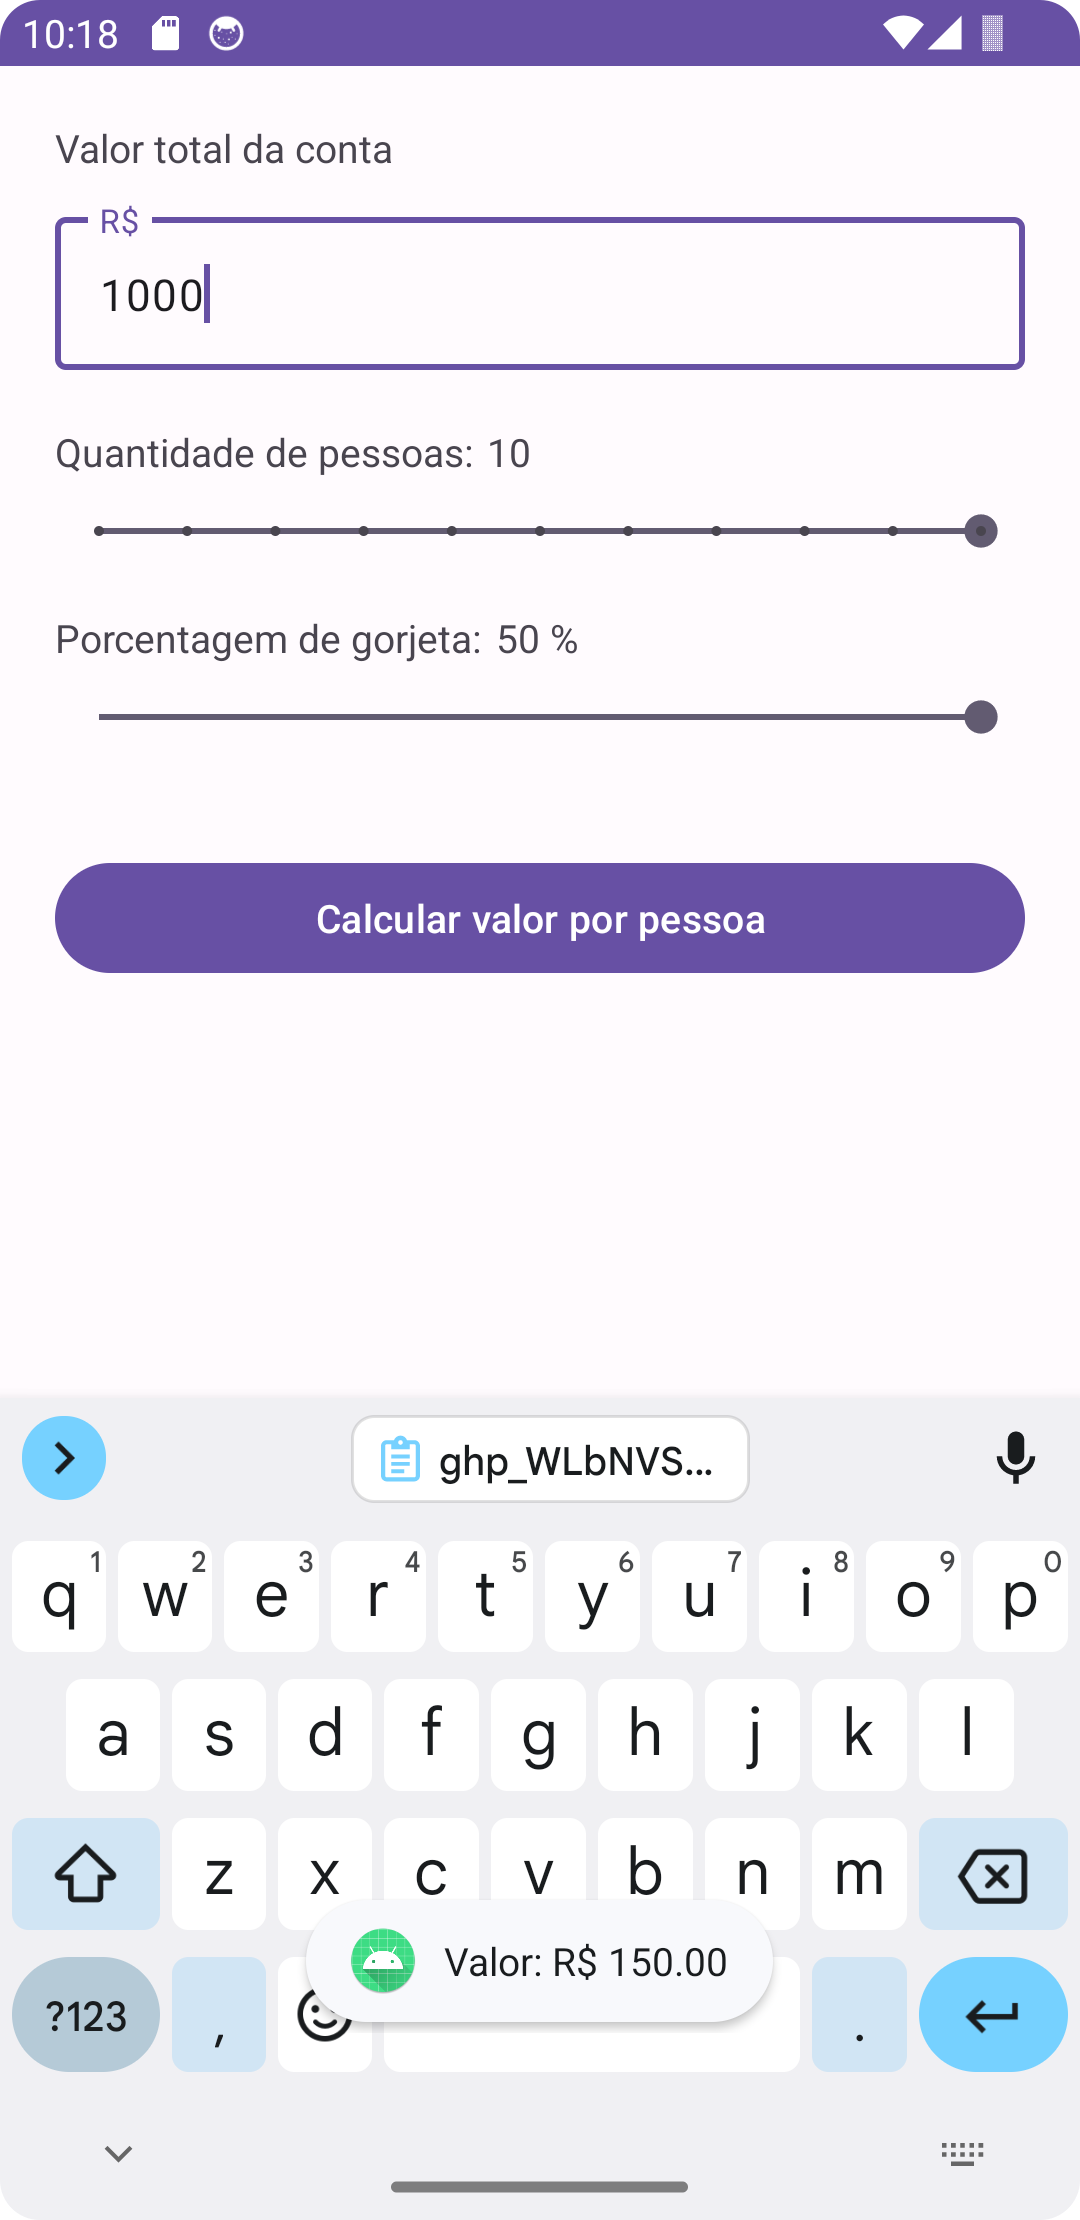 10:18
Valor total da conta
R$
1000
Quantidade de pessoas: 10
Porcentagem de gorjeta: 50 %
Calcular valor por pessoa
ghp_WLbNVS...
q 1 w 2 e 3 r 4 t 5 y 6 u 7 i 8 o 9 p 0
a s d f g h j k l
z x c v b n m
Valor: R$ 150.00
?123 , .